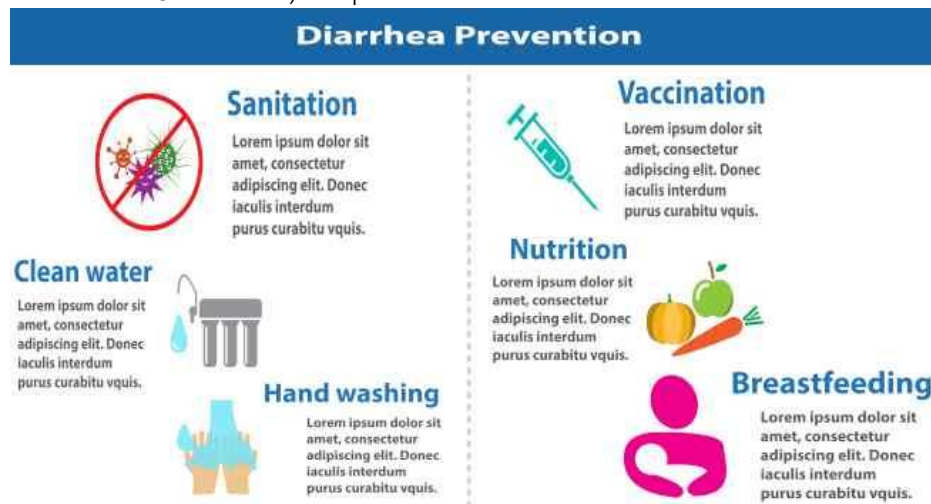 Diarrhea Prevention
Sanitation
Lorem ipsum dolor sit
amet, consectetur
adipiscing elit. Donec
iaculis interdum
purus curabitu vquis.
Clean water
Lorem ipsum dolor sit
amet, consectetur
adipiscing elit. Donec
iaculis interdum
purus curabitu vquis.
Hand washing
Lorem ipsum dolor sit
amet, consectetur
adipiscing elit. Donec
iaculis interdum
purus curabitu vquis.
Vaccination
Lorem ipsum dolor sit
amet, consectetur
adipiscing elit. Donec
iaculis interdum
purus curabitu vquis.
Nutrition
Lorem ipsum dolor sit
amet, consectetur
adipiscing elit. Donec
iaculis interdum
purus curabitu vquis.
Breastfeeding
Lorem ipsum dolor sit
amet, consectetur
adipiscing elit. Donec
iaculis interdum
purus curabitu vquis.